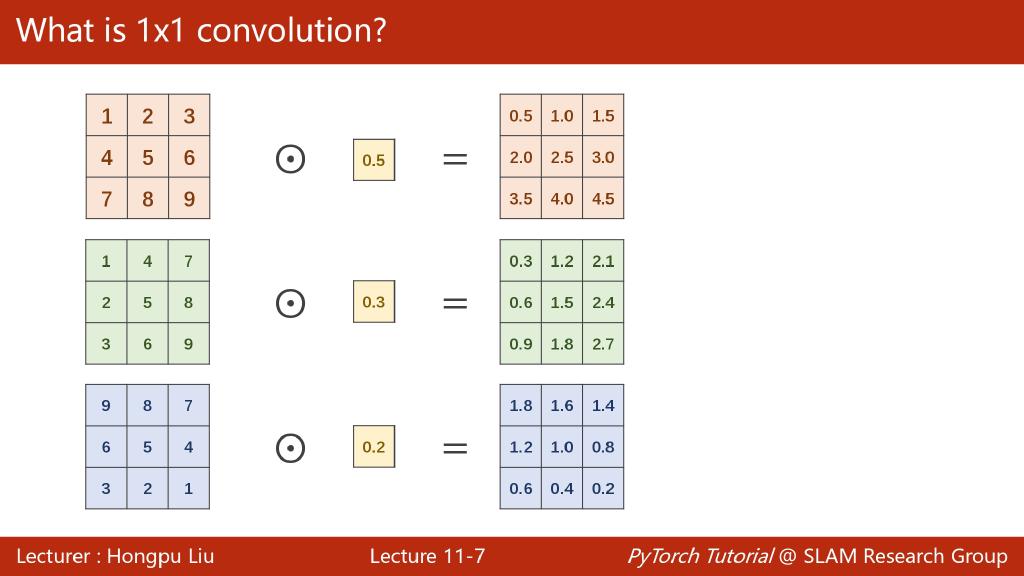 What is 1x1 convolution?
1 2 3
4 5 6
7 8 9
⊙ 0.5 =
0.5 1.0 1.5
2.0 2.5 3.0
3.5 4.0 4.5
1 4 7
2 5 8
3 6 9
⊙ 0.3 =
0.3 1.2 2.1
0.6 1.5 2.4
0.9 1.8 2.7
9 8 7
6 5 4
3 2 1
⊙ 0.2 =
1.8 1.6 1.4
1.2 1.0 0.8
0.6 0.4 0.2
Lecturer : Hongpu Liu
Lecture 11-7
PyTorch Tutorial @ SLAM Research Group